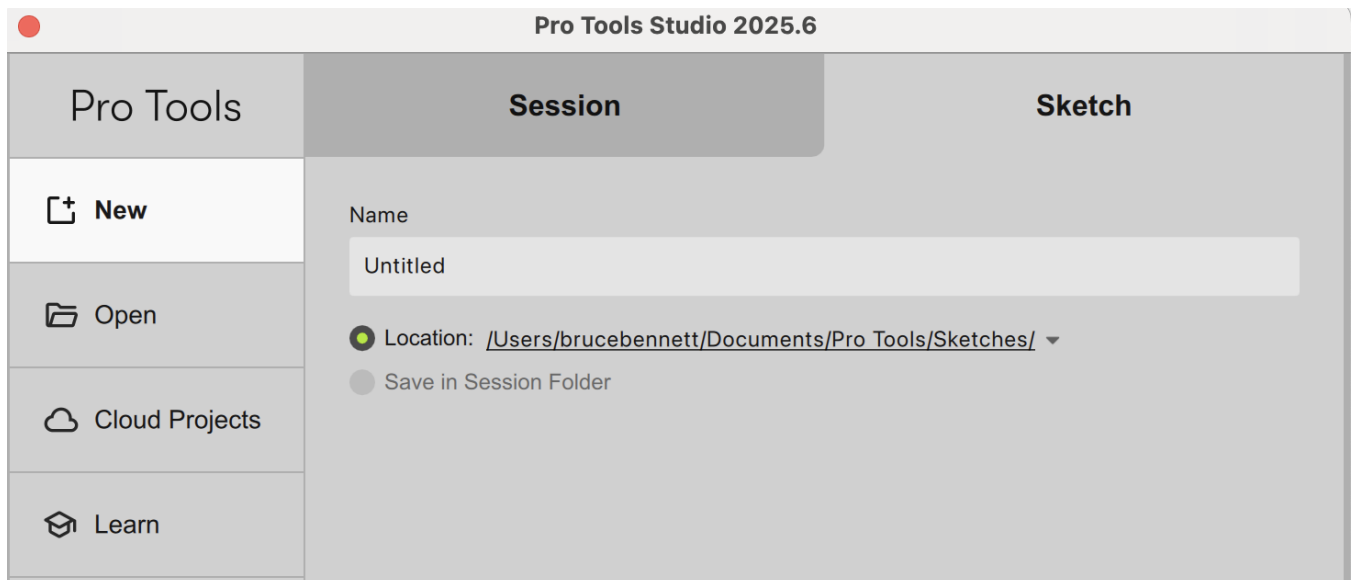 Pro Tools Studio 2025.6
Pro Tools
Session
Sketch
New
Open
Cloud Projects
Learn
Name
Untitled
Location: /Users/brucebennett/Documents/Pro Tools/Sketches/
Save in Session Folder